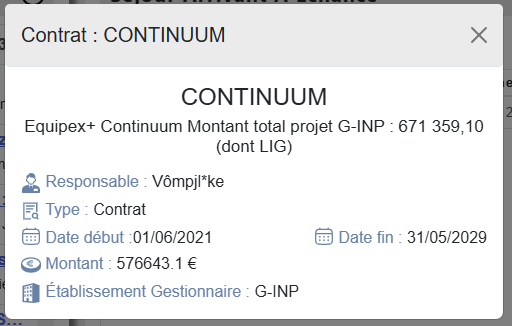 Contrat : CONTINUUM
CONTINUUM
Equipex+ Continuum Montant total projet G-INP : 671 359,10
(dont LIG)
Responsable : Vômpjl*ke
Type : Contrat
Date début :01/06/2021
Date fin : 31/05/2029
Montant : 576643.1 €
Établissement Gestionnaire : G-INP